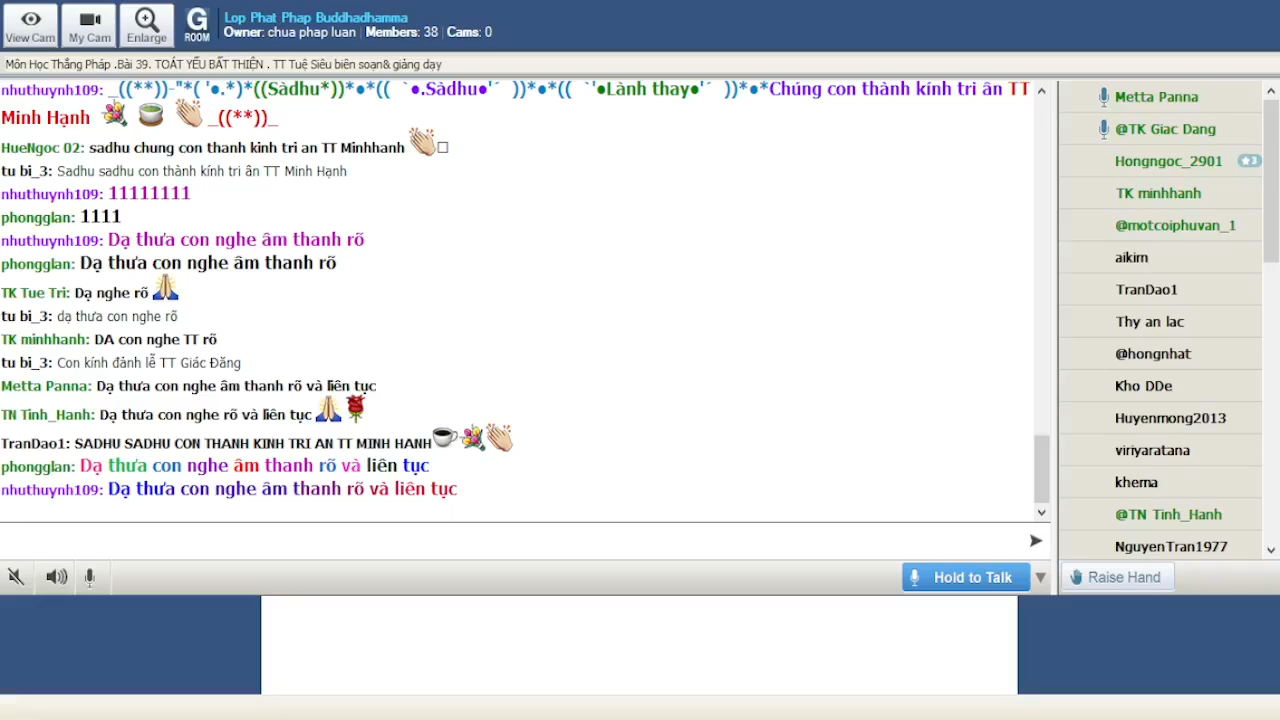 View Cam
My Cam
Enlarge
G
ROOM
Lop Phat Phap Buddhadhamma
Owner: chua phap luan | Members: 38 | Cams: 0
Môn Học Thắng Pháp .Bài 39. TOÁT YẾU BẤT THIỆN . TT Tuệ Siêu biên soạn& giảng dạy
nhuthuynh109: _((**))-"*( '●.*)*((Sàdhu*))*●*(( `●.Sàdhu●'´ ))*●*(( `'●Lành thay●'´ ))*●*Chúng con thành kính tri ân TT
Minh Hạnh _((**))_
HueNgoc 02: sadhu chung con thanh kinh tri an TT Minhhanh
tu bi_3: Sadhu sadhu con thành kính tri ân TT Minh Hạnh
nhuthuynh109: 11111111
phongglan: 1111
nhuthuynh109: Dạ thưa con nghe âm thanh rõ
phongglan: Dạ thưa con nghe âm thanh rõ
TK Tue Tri: Dạ nghe rõ
tu bi_3: dạ thưa con nghe rõ
TK minhhanh: DA con nghe TT rõ
tu bi_3: Con kính đảnh lễ TT Giác Đăng
Metta Panna: Dạ thưa con nghe âm thanh rõ và liên tục
TN Tinh_Hanh: Dạ thưa con nghe rõ và liên tục
TranDao1: SADHU SADHU CON THANH KINH TRI AN TT MINH HANH
phongglan: Dạ thưa con nghe âm thanh rõ và liên tục
nhuthuynh109: Dạ thưa con nghe âm thanh rõ và liên tục
Metta Panna
@TK Giac Dang
Hongngoc_2901
3
TK minhhanh
@motcoiphuvan_1
aikim
TranDao1
Thy an lac
@hongnhat
Kho DDe
Huyenmong2013
viriyaratana
khema
@TN Tinh_Hanh
NguyenTran1977
Hold to Talk
Raise Hand